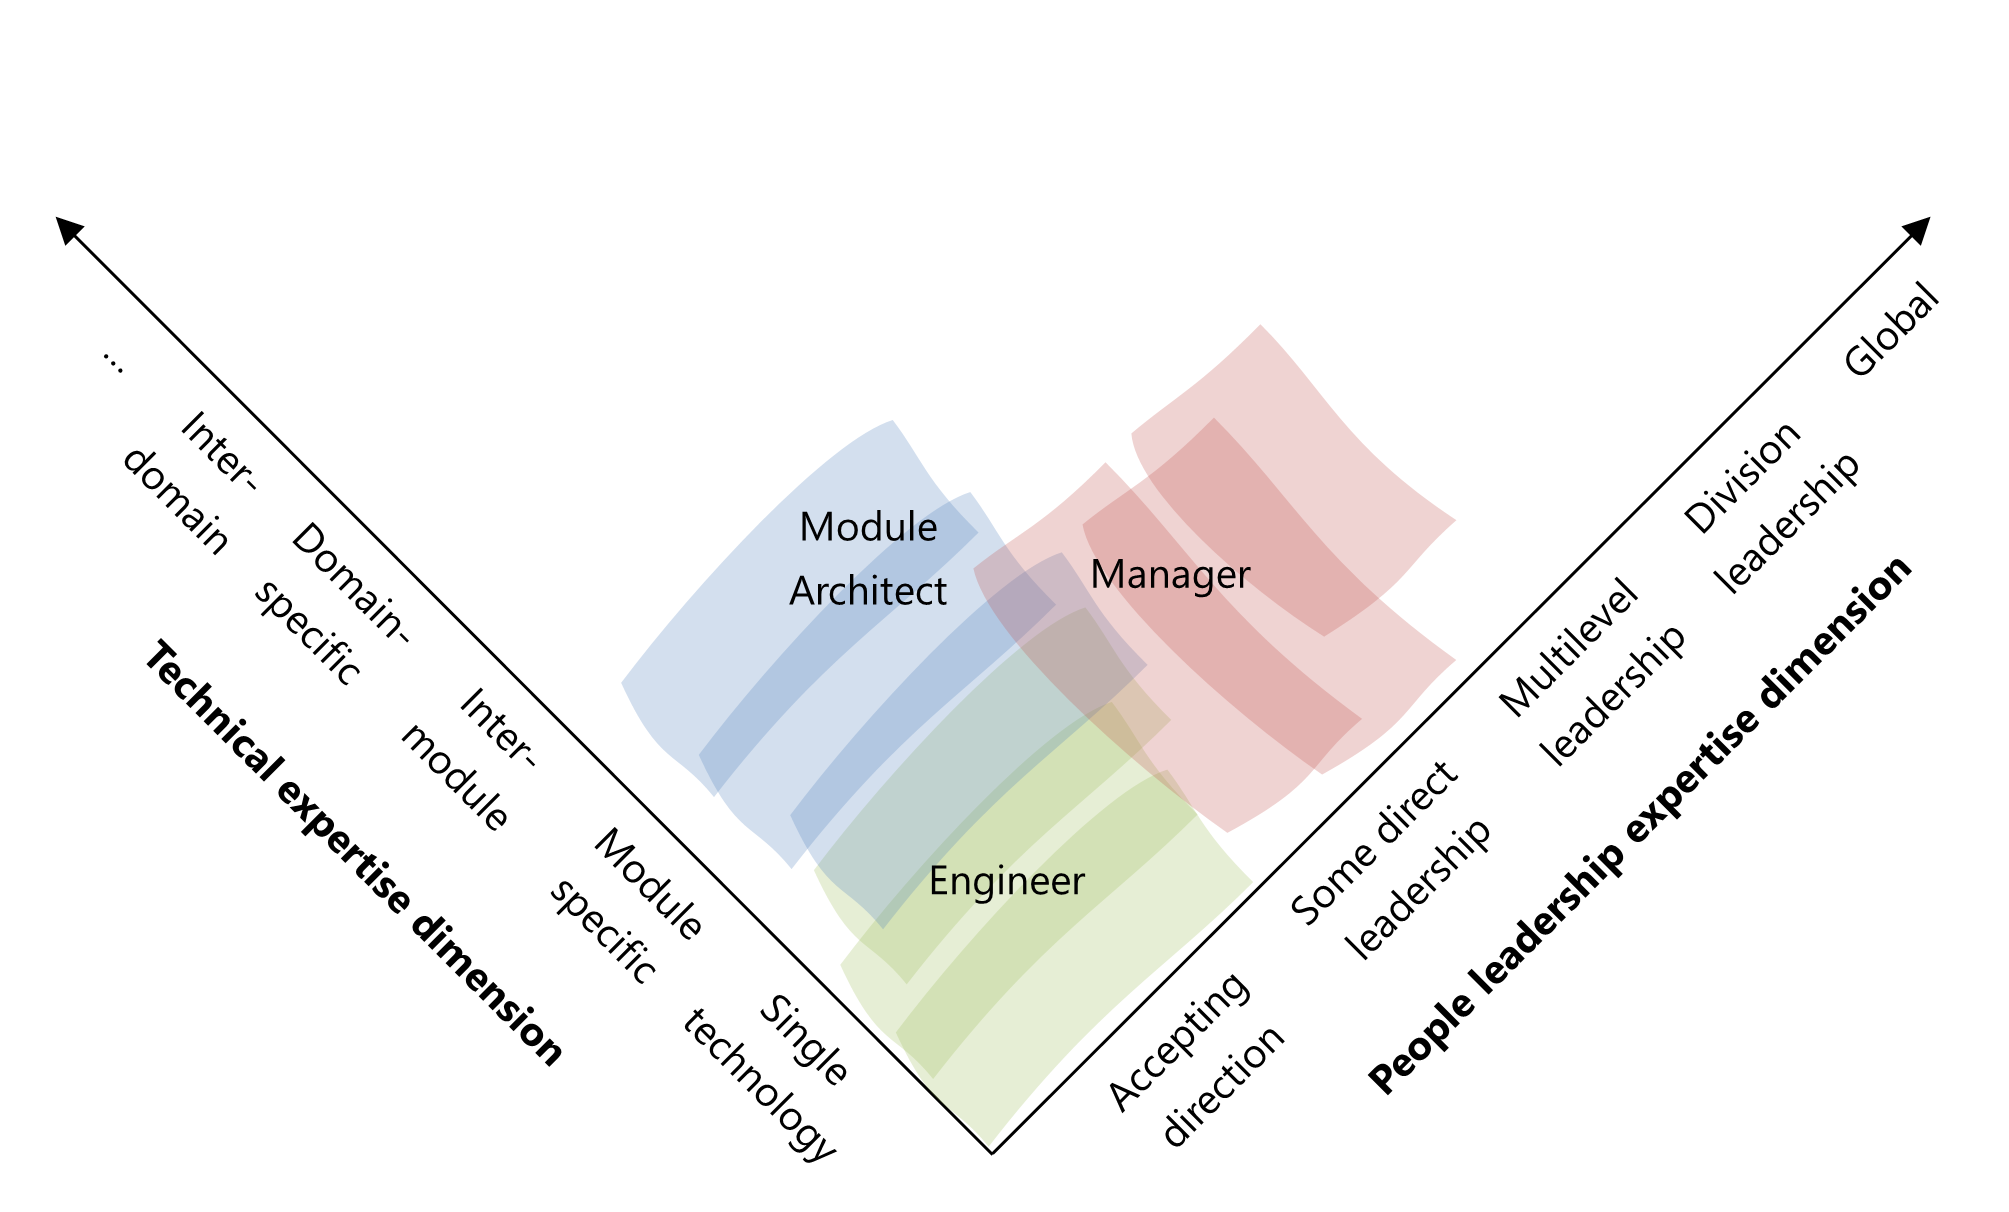 Module
Architect
Manager
Engineer
...
Inter-
domain
Domain-
specific
Inter-
module
Module
specific
Single
technology
Technical expertise dimension
Accepting
direction
Some direct
leadership
Multilevel
leadership
Division
leadership
Global
People leadership expertise dimension